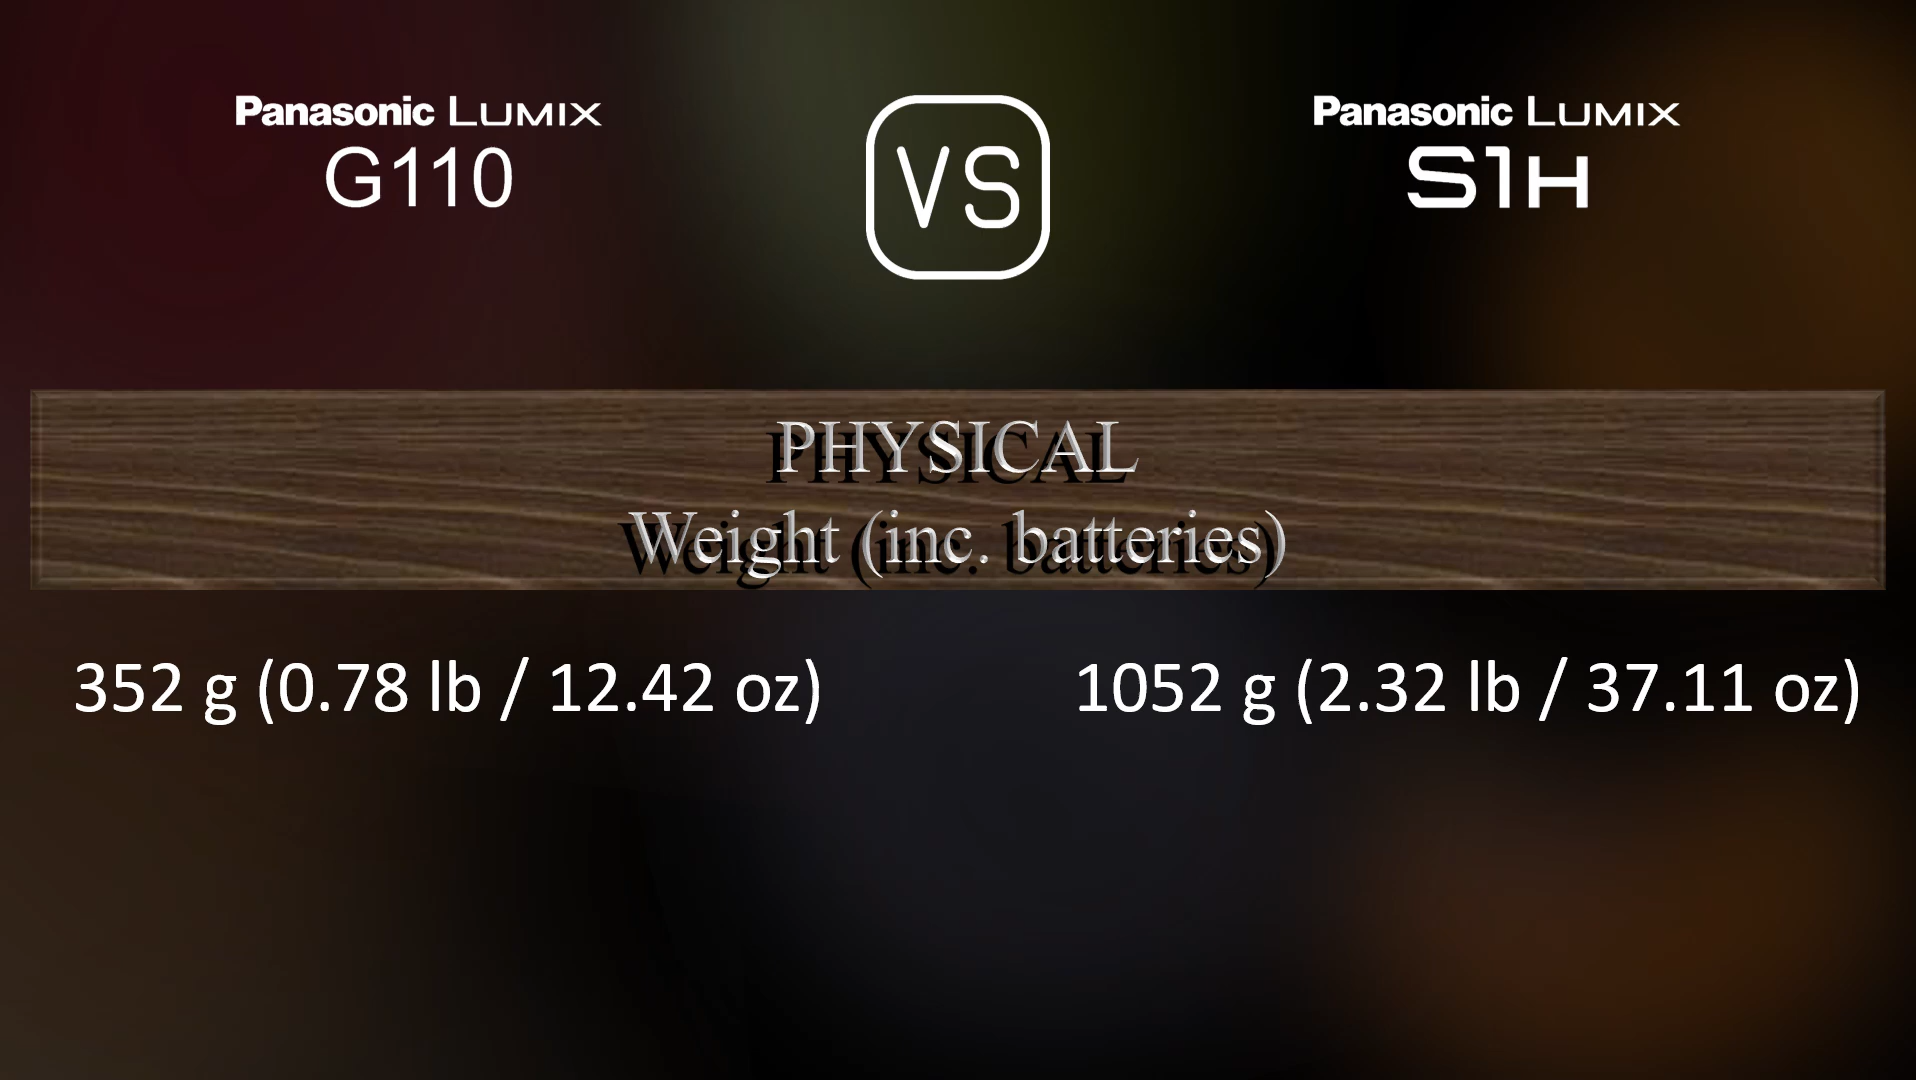 Panasonic LUMIX
G110
VS
Panasonic LUMIX
S1H
PHYSICAL
Weight (inc. batteries)
352 g (0.78 lb / 12.42 oz)
1052 g (2.32 lb / 37.11 oz)